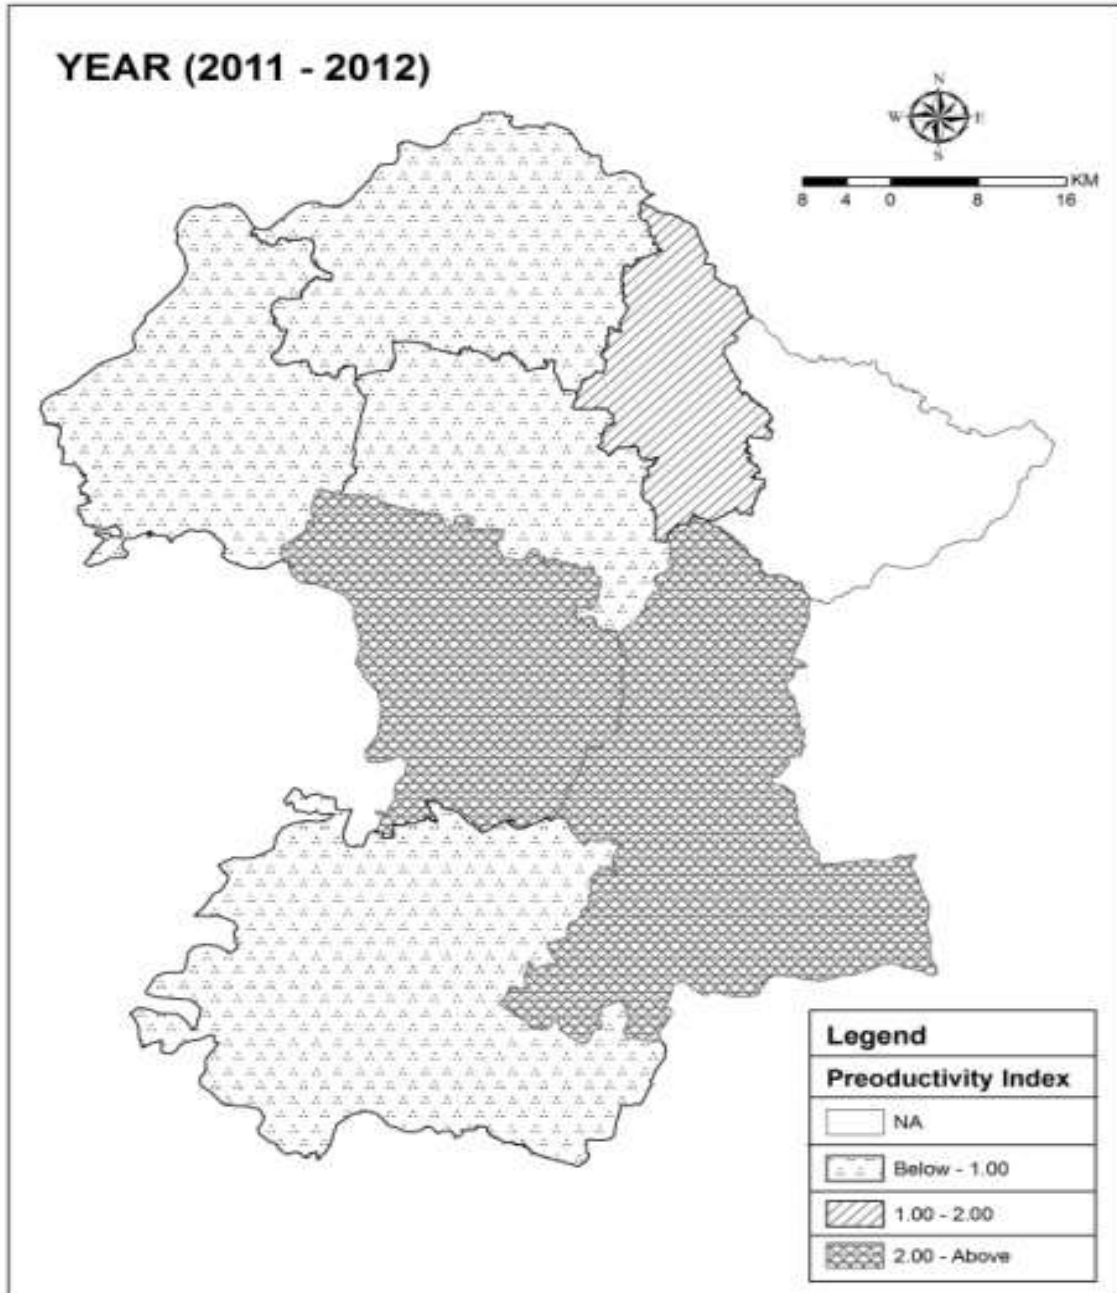 YEAR (2011 - 2012)
N
W E
S
KM
8 4 0 8 16
Legend
Preoductivity Index
NA
Below - 1.00
1.00 - 2.00
2.00 - Above